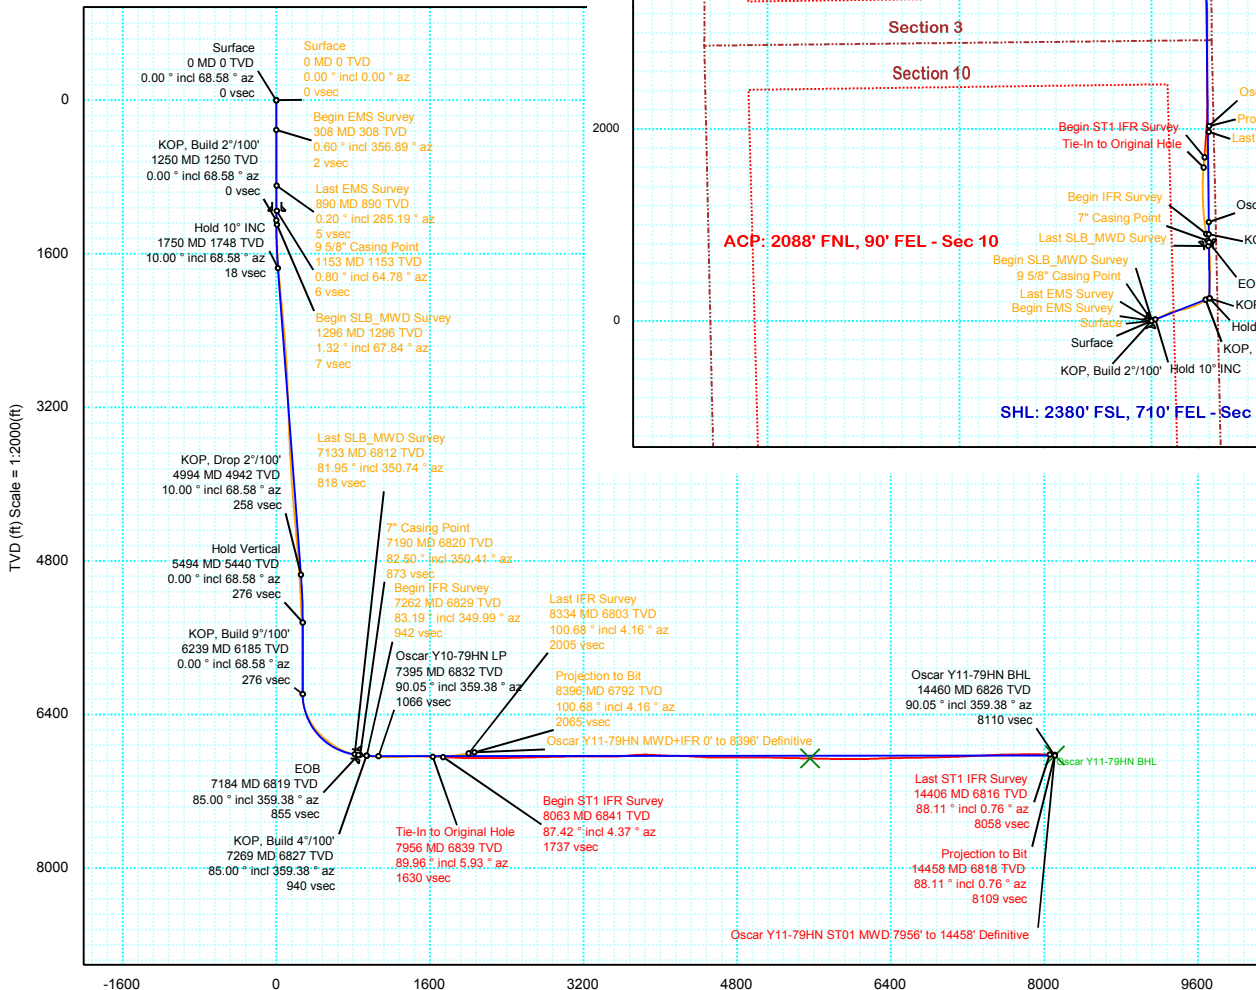 Surface
0 MD 0 TVD
0.00 ° incl 68.58 ° az
0 vsec
Surface
0 MD 0 TVD
0.00 ° incl 0.00 ° az
0 vsec
Begin EMS Survey
308 MD 308 TVD
0.60 ° incl 356.89 ° az
2 vsec
KOP, Build 2°/100'
1250 MD 1250 TVD
0.00 ° incl 68.58 ° az
0 vsec
Last EMS Survey
890 MD 890 TVD
0.20 ° incl 285.19 ° az
5 vsec
Hold 10° INC
1750 MD 1748 TVD
10.00 ° incl 68.58 ° az
18 vsec
9 5/8" Casing Point
1153 MD 1153 TVD
0.80 ° incl 64.78 ° az
6 vsec
Begin SLB_MWD Survey
1296 MD 1296 TVD
1.32 ° incl 67.84 ° az
7 vsec
KOP, Drop 2°/100'
4994 MD 4942 TVD
10.00 ° incl 68.58 ° az
258 vsec
Last SLB_MWD Survey
7133 MD 6812 TVD
81.95 ° incl 350.74 ° az
818 vsec
Hold Vertical
5494 MD 5440 TVD
0.00 ° incl 68.58 ° az
276 vsec
7" Casing Point
7190 MD 6820 TVD
82.50 ° incl 350.41 ° az
873 vsec
Begin IFR Survey
7262 MD 6829 TVD
83.19 ° incl 349.99 ° az
942 vsec
KOP, Build 9°/100'
6239 MD 6185 TVD
0.00 ° incl 68.58 ° az
276 vsec
Oscar Y10-79HN LP
7395 MD 6832 TVD
90.05 ° incl 359.38 ° az
1066 vsec
Last IFR Survey
8334 MD 6803 TVD
100.68 ° incl 4.16 ° az
2005 vsec
Projection to Bit
8396 MD 6792 TVD
100.68 ° incl 4.16 ° az
2065 vsec
Oscar Y11-79HN MWD+IFR 0' to 8396' Definitive
Oscar Y11-79HN BHL
14460 MD 6826 TVD
90.05 ° incl 359.38 ° az
8110 vsec
Oscar Y11-79HN BHL
EOB
7184 MD 6819 TVD
85.00 ° incl 359.38 ° az
855 vsec
KOP, Build 4°/100'
7269 MD 6827 TVD
85.00 ° incl 359.38 ° az
940 vsec
Tie-In to Original Hole
7956 MD 6839 TVD
89.96 ° incl 5.93 ° az
1630 vsec
Begin ST1 IFR Survey
8063 MD 6841 TVD
87.42 ° incl 4.37 ° az
1737 vsec
Last ST1 IFR Survey
14406 MD 6816 TVD
88.11 ° incl 0.76 ° az
8058 vsec
Projection to Bit
14458 MD 6818 TVD
88.11 ° incl 0.76 ° az
8109 vsec
Oscar Y11-79HN ST01 MWD 7956' to 14458' Definitive
TVD (ft) Scale = 1:2000(ft)
0
1600
3200
4800
6400
8000
-1600
0
1600
3200
4800
6400
8000
9600
Section 3
Section 10
2000
0
Begin ST1 IFR Survey
Tie-In to Original Hole
Begin IFR Survey
7" Casing Point
Last SLB_MWD Survey
ACP: 2088' FNL, 90' FEL - Sec 10
Begin SLB_MWD Survey
9 5/8" Casing Point
Last EMS Survey
Begin EMS Survey
Surface
Surface
KOP, Build 2°/100'
Hold 10° INC
KOP,
Hold
KOP
EO
KO
Osc
Last
Pro
Osc
SHL: 2380' FSL, 710' FEL - Sec